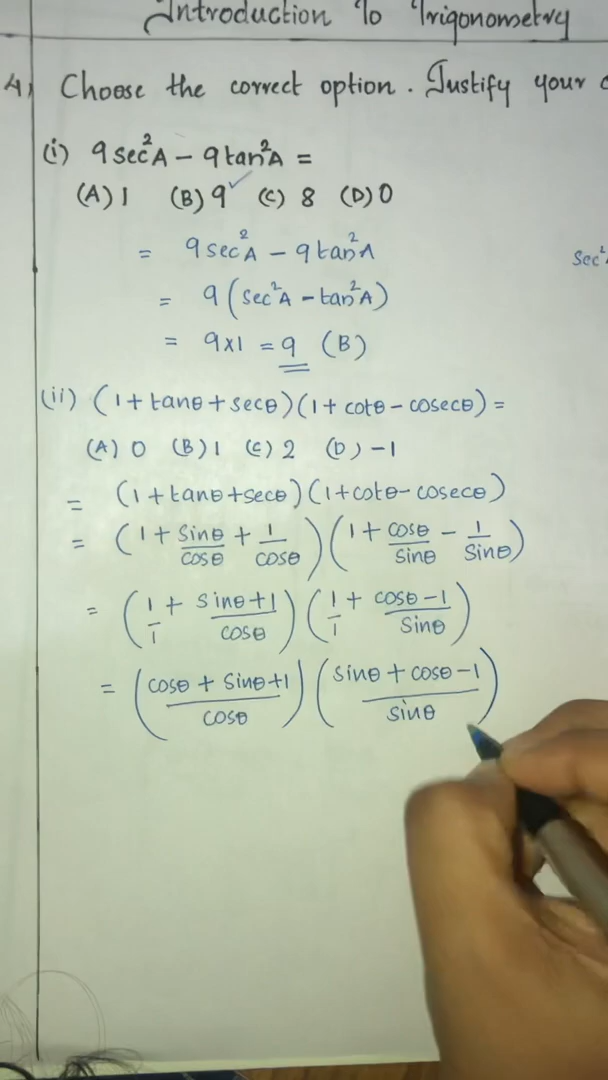 Introduction To Trigonometry
4) Choose the correct option. Justify your
(i) 9 sec²A – 9 tan²A =
(A) 1 (B) 9 ✓ (C) 8 (D) 0
= 9 sec²A – 9 tan²A
sec²
= 9 (sec²A – tan²A)
= 9×1 = 9 (B)
(ii) (1 + tanθ + secθ)(1 + cotθ – cosecθ) =
(A) 0 (B) 1 (C) 2 (D) –1
= (1 + tanθ + secθ)(1 + cotθ – cosecθ)
= (1 + sinθ/cosθ + 1/cosθ)(1 + cosθ/sinθ – 1/sinθ)
= (1/1 + sinθ+1/cosθ)(1/1 + cosθ–1/sinθ)
= (cosθ + sinθ+1/cosθ)(sinθ + cosθ–1/sinθ)